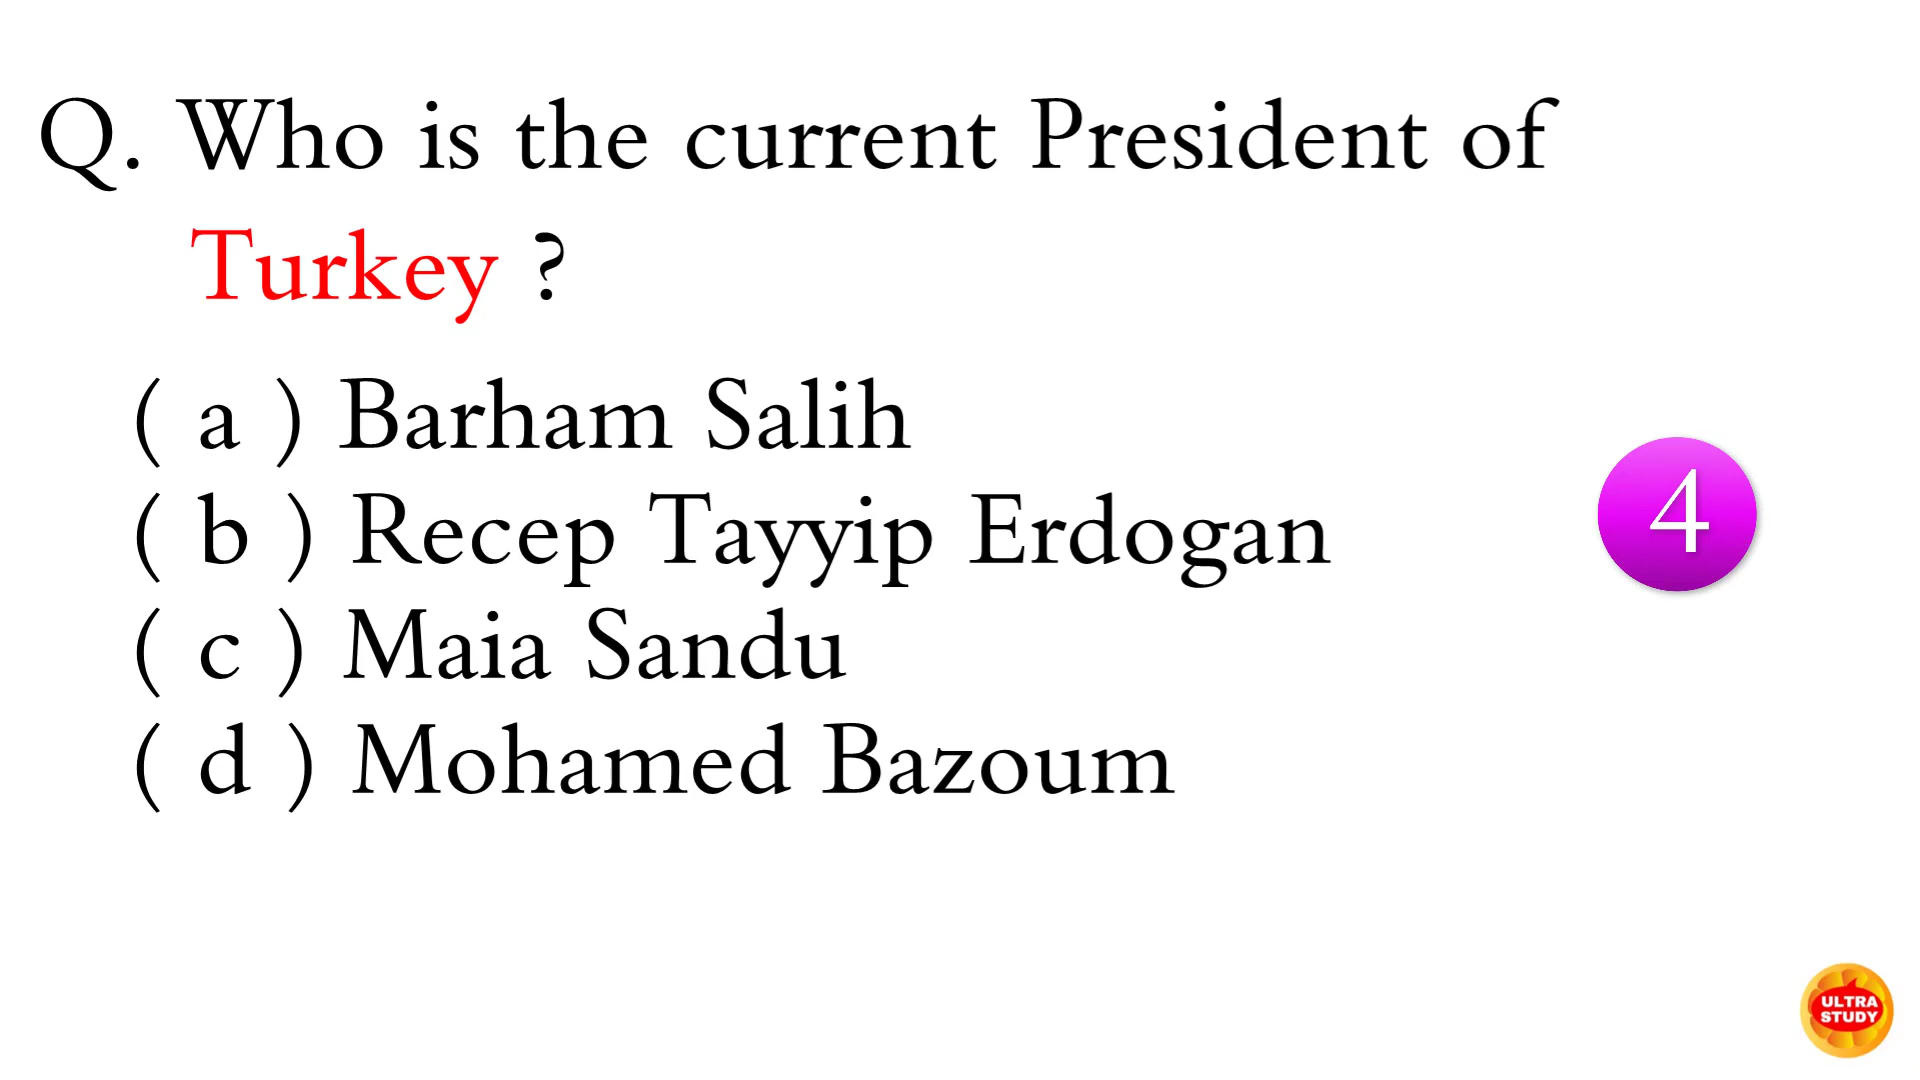 Q. Who is the current President of
Turkey ?
( a ) Barham Salih
( b ) Recep Tayyip Erdogan
4
( c ) Maia Sandu
( d ) Mohamed Bazoum
ULTRA
STUDY